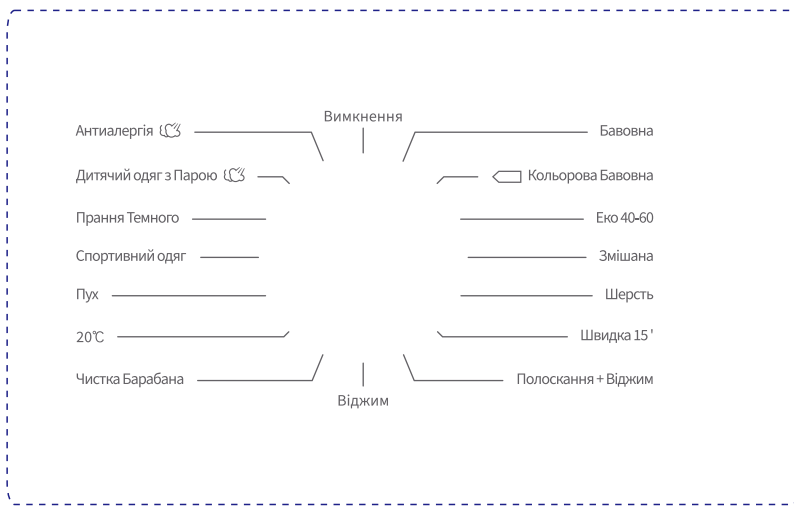 Вимкнення
Антиалергія
Бавовна
Дитячий одяг з Парою
Кольорова Бавовна
Прання Темного
Еко 40-60
Спортивний одяг
Змішана
Пух
Шерсть
20℃
Швидка 15 '
Чистка Барабана
Полоскання + Віджим
Віджим